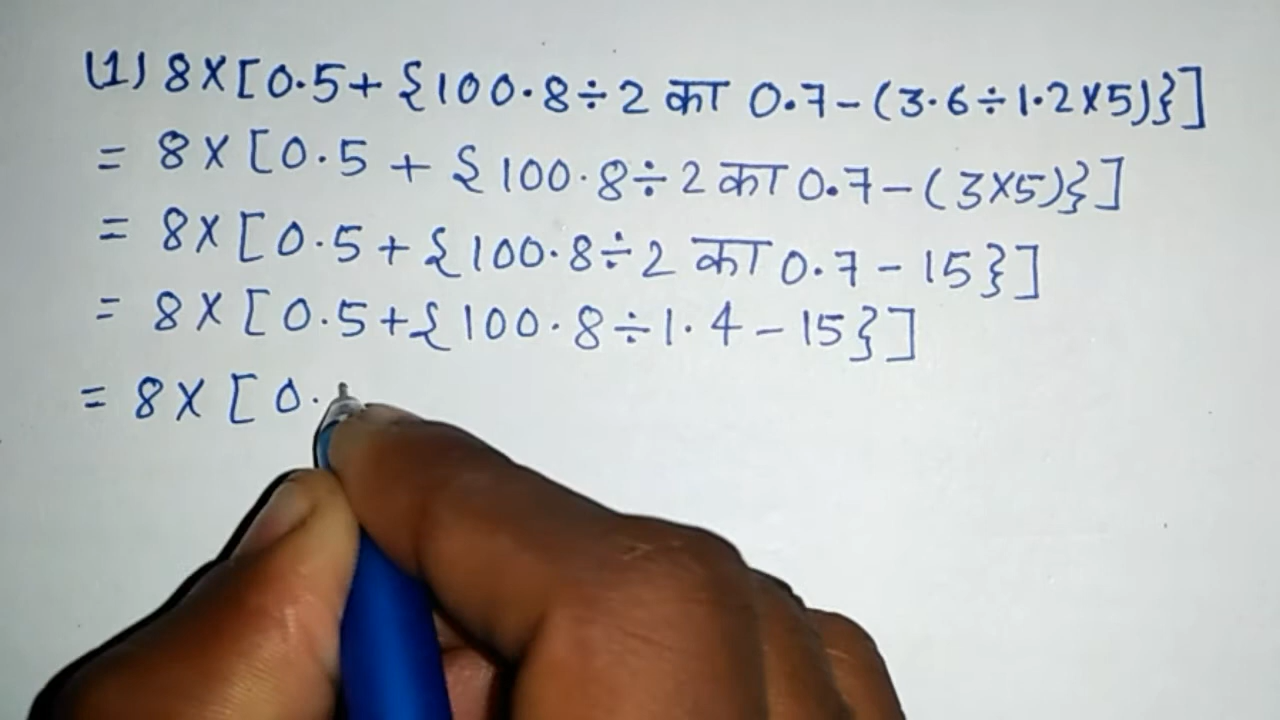 (1) 8×[0.5+{100.8÷2 का 0.7-(3.6÷1.2×5)}]
= 8×[0.5+{100.8÷2 का 0.7-(3×5)}]
= 8×[0.5+{100.8÷2 का 0.7-15}]
= 8×[0.5+{100.8÷1.4-15}]
= 8×[0.